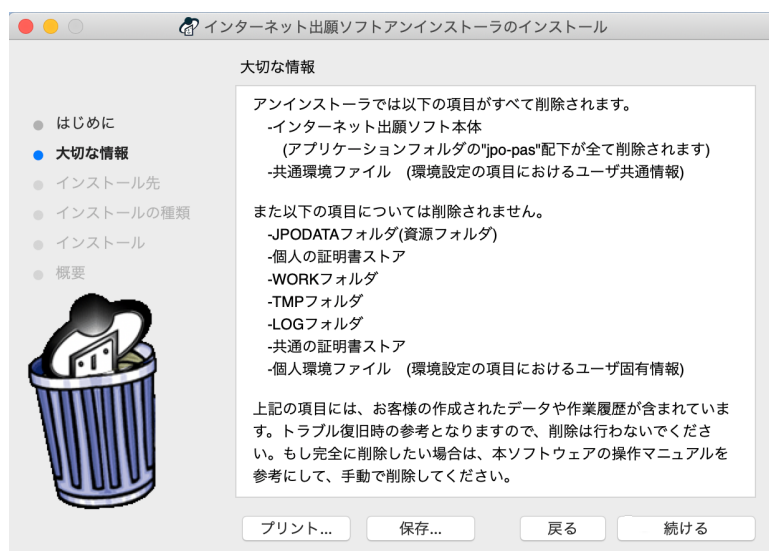 インターネット出願ソフトアンインストーラのインストール
大切な情報
はじめに
大切な情報
インストール先
インストールの種類
インストール
概要
アンインストーラでは以下の項目がすべて削除されます。
-インターネット出願ソフト本体
(アプリケーションフォルダの"jpo-pas"配下が全て削除されます)
-共通環境ファイル (環境設定の項目におけるユーザ共通情報)
また以下の項目については削除されません。
-JPODATAフォルダ(資源フォルダ)
-個人の証明書ストア
-WORKフォルダ
-TMPフォルダ
-LOGフォルダ
-共通の証明書ストア
-個人環境ファイル (環境設定の項目におけるユーザ固有情報)
上記の項目には、お客様の作成されたデータや作業履歴が含まれていま
す。トラブル復旧時の参考となりますので、削除は行わないでくださ
い。もし完全に削除したい場合は、本ソフトウェアの操作マニュアルを
参考にして、手動で削除してください。
プリント...
保存...
戻る
続ける